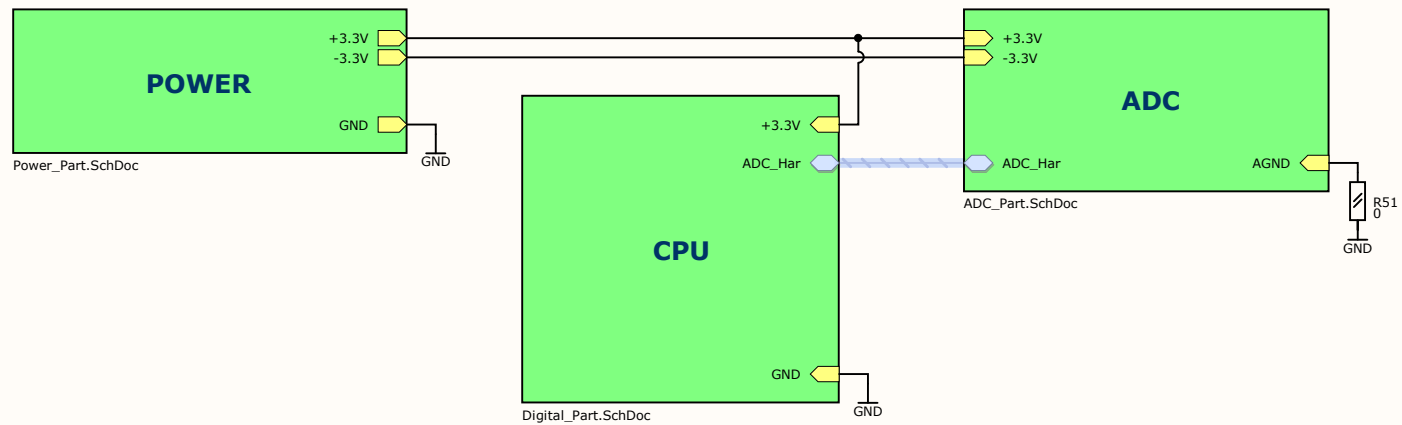 POWER
+3.3V
-3.3V
GND
GND
Power_Part.SchDoc
CPU
+3.3V
ADC_Har
GND
GND
Digital_Part.SchDoc
ADC
+3.3V
-3.3V
ADC_Har
AGND
ADC_Part.SchDoc
R51
0
GND